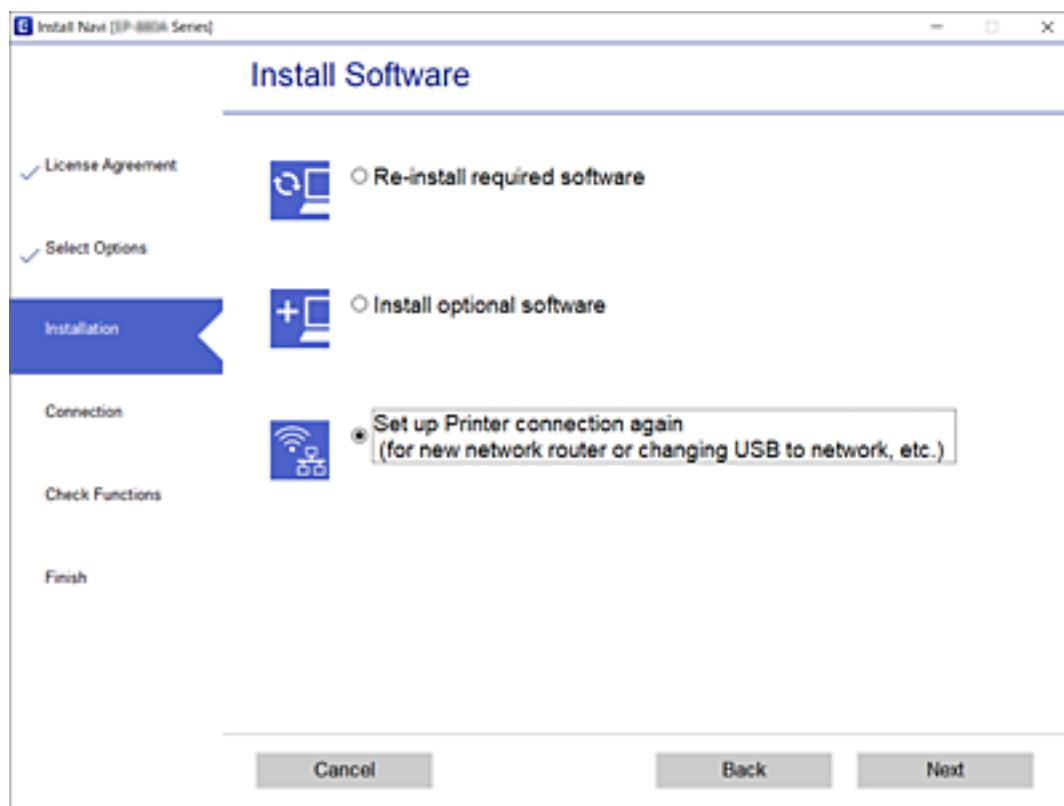 Install Navi [ Series]
Install Software
License Agreement
Select Options
Installation
Connection
Check Functions
Finish
Re-install required software
Install optional software
Set up Printer connection again
(for new network router or changing USB to network, etc.)
Cancel
Back
Next